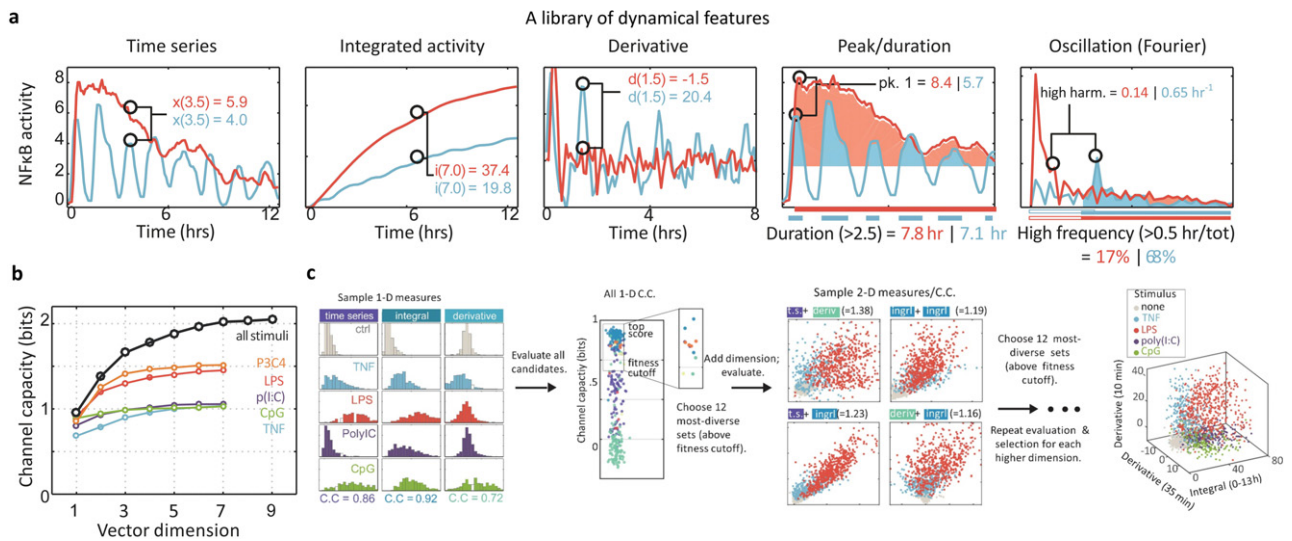 a
A library of dynamical features
Time series
Integrated activity
Derivative
Peak/duration
Oscillation (Fourier)
NFκB activity
8
6
4
2
0
x(3.5) = 5.9
x(3.5) = 4.0
0
6
12
Time (hrs)
i(7.0) = 37.4
i(7.0) = 19.8
0
6
12
Time (hrs)
d(1.5) = -1.5
d(1.5) = 20.4
0
4
8
Time (hrs)
pk. 1 = 8.4 | 5.7
Duration (>2.5) = 7.8 hr | 7.1 hr
high harm. = 0.14 | 0.65 hr-1
High frequency (>0.5 hr/tot)
= 17% | 68%
b
Channel capacity (bits)
2
1
0
all stimuli
P3C4
LPS
p(I:C)
CpG
TNF
1
3
5
7
9
Vector dimension
c
Sample 1-D measures
time series
integral
derivative
ctrl
TNF
LPS
PolyIC
CpG
C.C = 0.86
C.C = 0.92
C.C = 0.72
Evaluate all
candidates.
All 1-D C.C.
Channel capacity (bits)
1
.5
0
top
score
fitness
cutoff
Add dimension;
evaluate.
Choose 12
most-diverse
sets (above
fitness cutoff).
Sample 2-D measures/C.C.
t.s. + deriv (=1.38)
ingrl + ingrl (=1.19)
t.s. + ingrl (=1.23)
deriv + ingrl (=1.16)
Choose 12 most-
diverse sets
(above fitness
cutoff).
Repeat evaluation &
selection for each
higher dimension.
Stimulus
none
TNF
LPS
poly(I:C)
CpG
Derivative (10 min)
40
20
0
-10
0
20
0
40
80
Derivative (35 min)
Integral (0-13h)